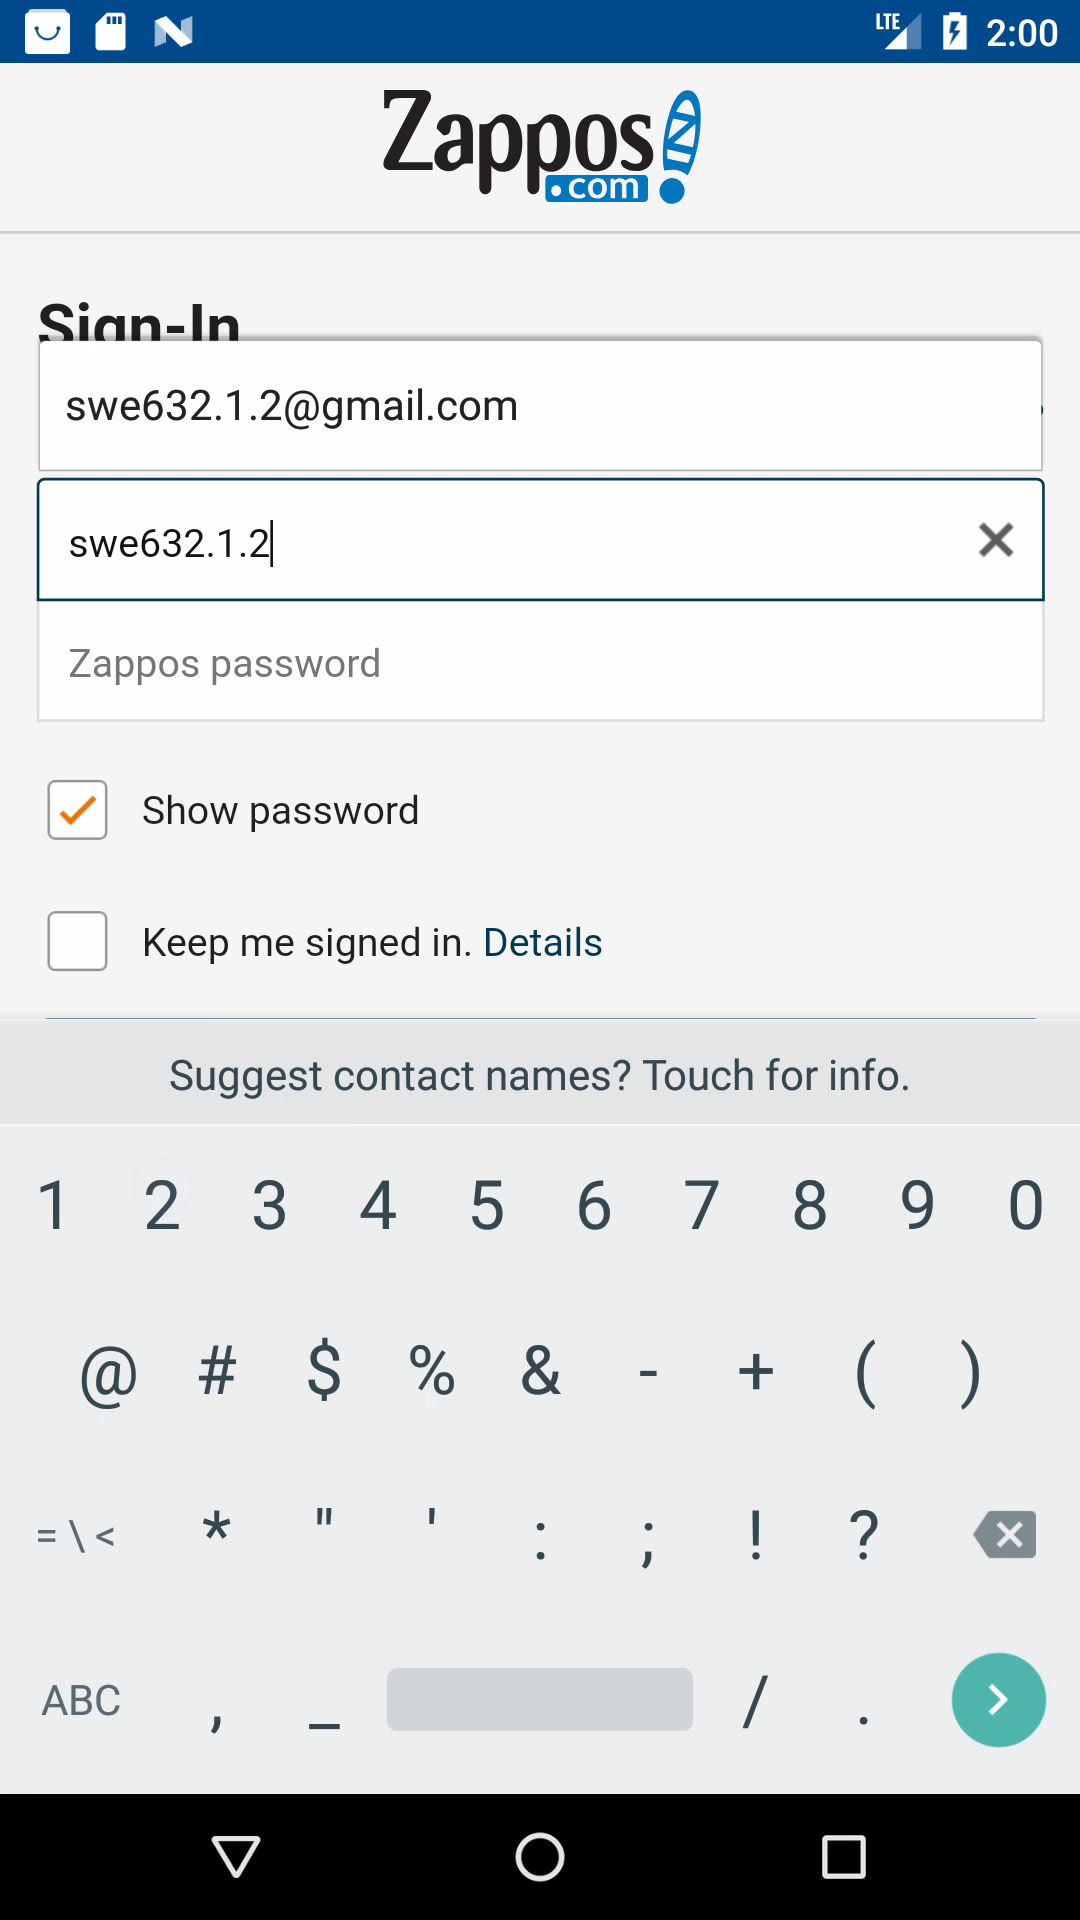 LTE 2:00
Zappos
.com
Sign-In
swe632.1.2@gmail.com
swe632.1.2
Zappos password
Show password
Keep me signed in. Details
Suggest contact names? Touch for info.
1 2 3 4 5 6 7 8 9 0
@ # $ % & - + ( )
= \ < * " ' : ; ! ?
ABC , _ / .